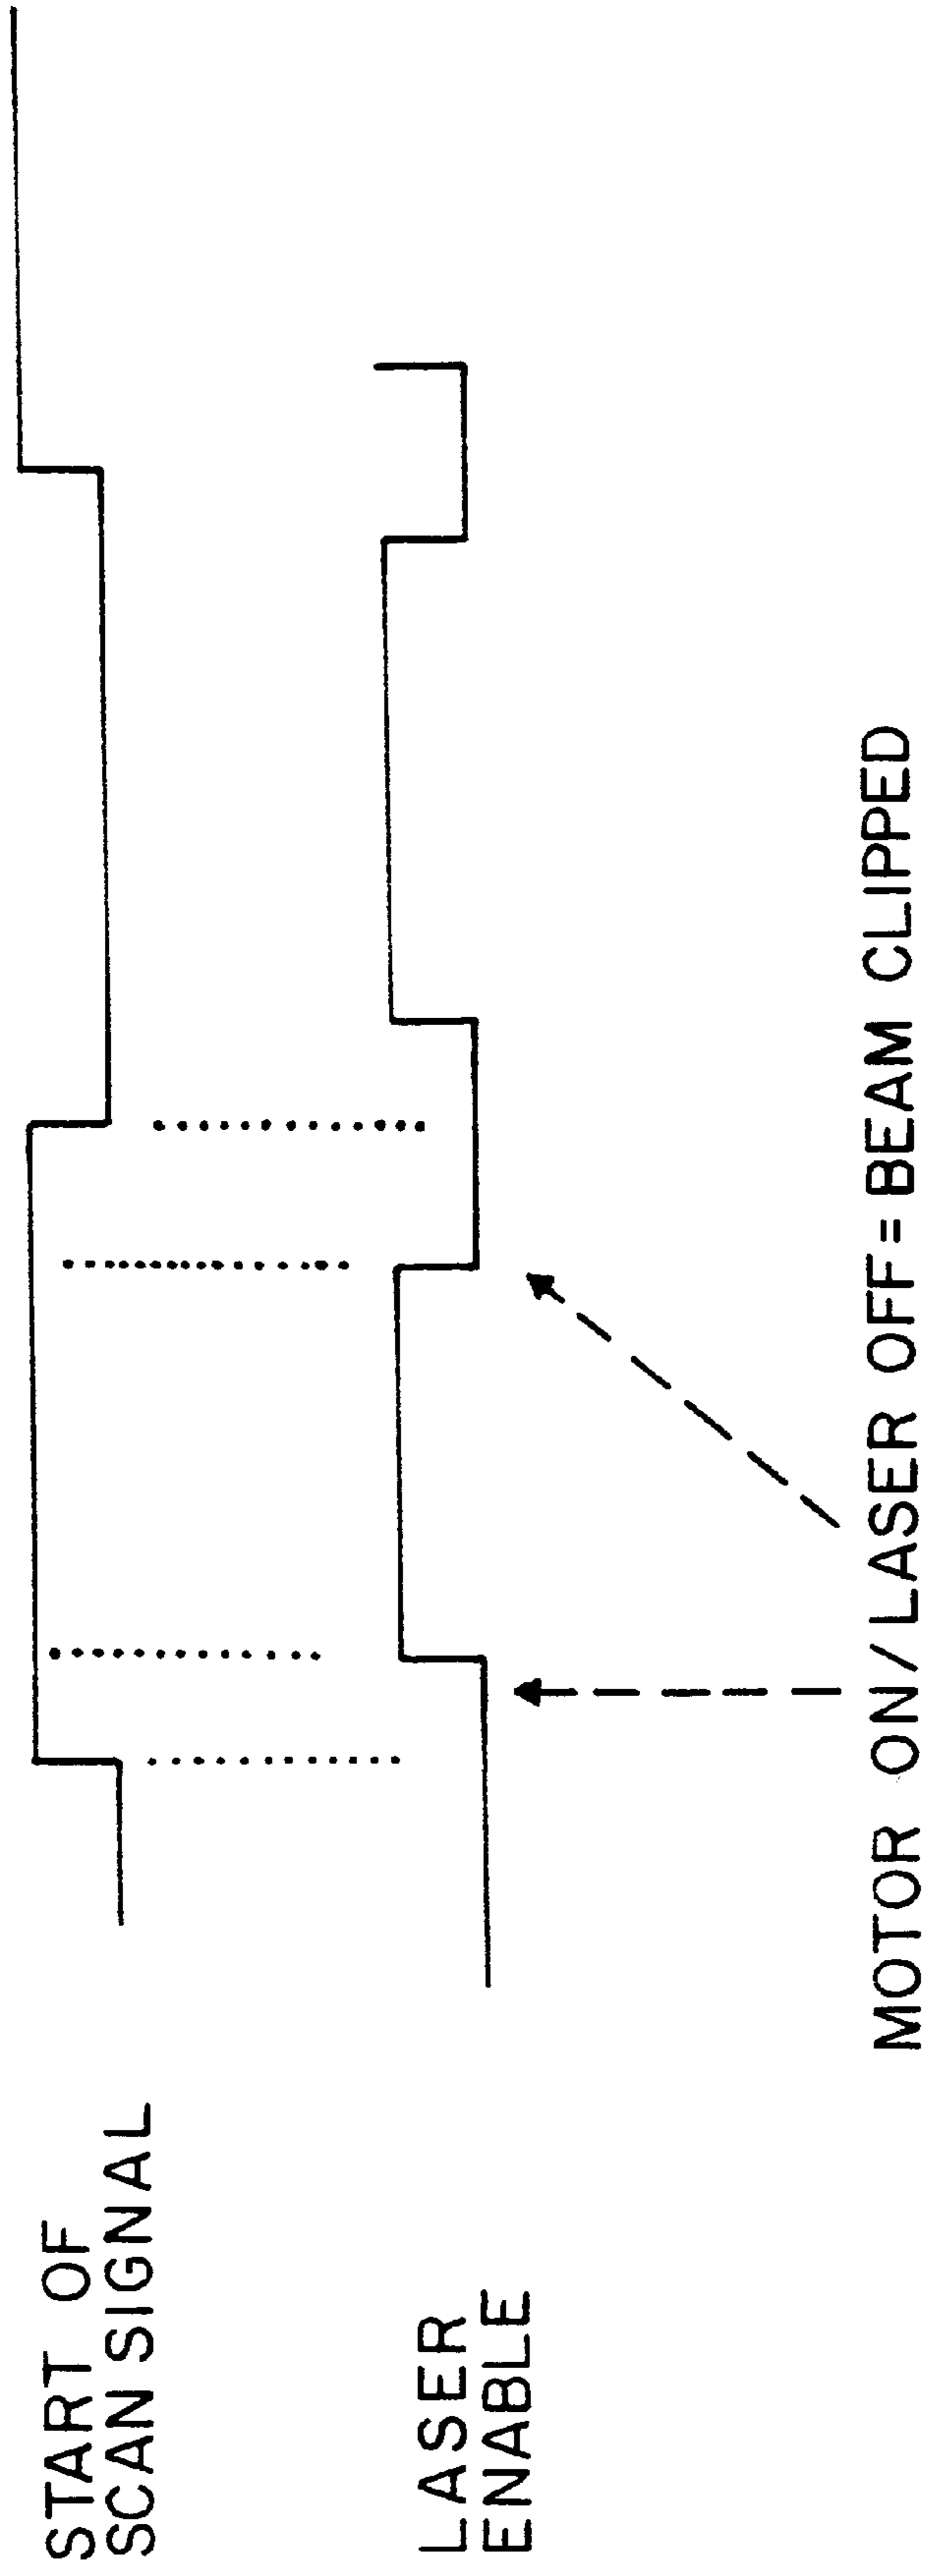 START OF
SCAN SIGNAL
LASER
ENABLE
MOTOR ON/LASER OFF = BEAM CLIPPED